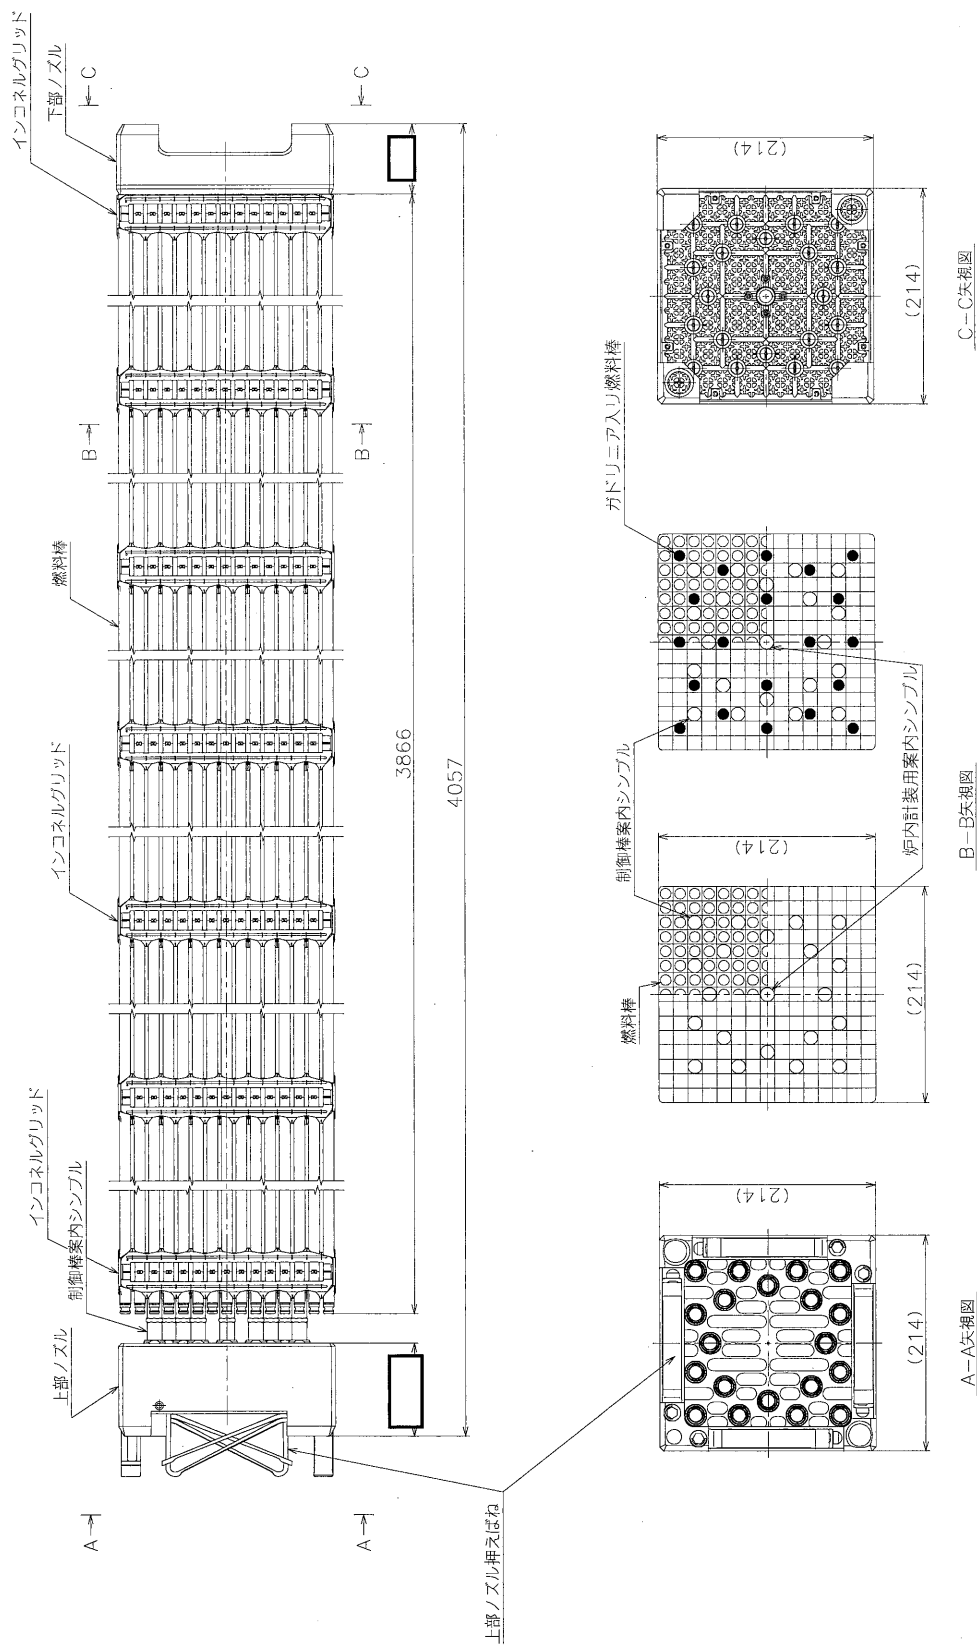 インコネルグリッド
下部ノズル
C
C
B
B
燃料棒
インコネルグリッド
インコネルグリッド
制御棒案内シンブル
上部ノズル
A
A
3866
4057
上部ノズル押えばね
(214)
(214)
C-C矢視図
ガドリニア入り燃料棒
制御棒案内シンブル
炉内計装用案内シンブル
燃料棒
(214)
(214)
B-B矢視図
(214)
(214)
A-A矢視図